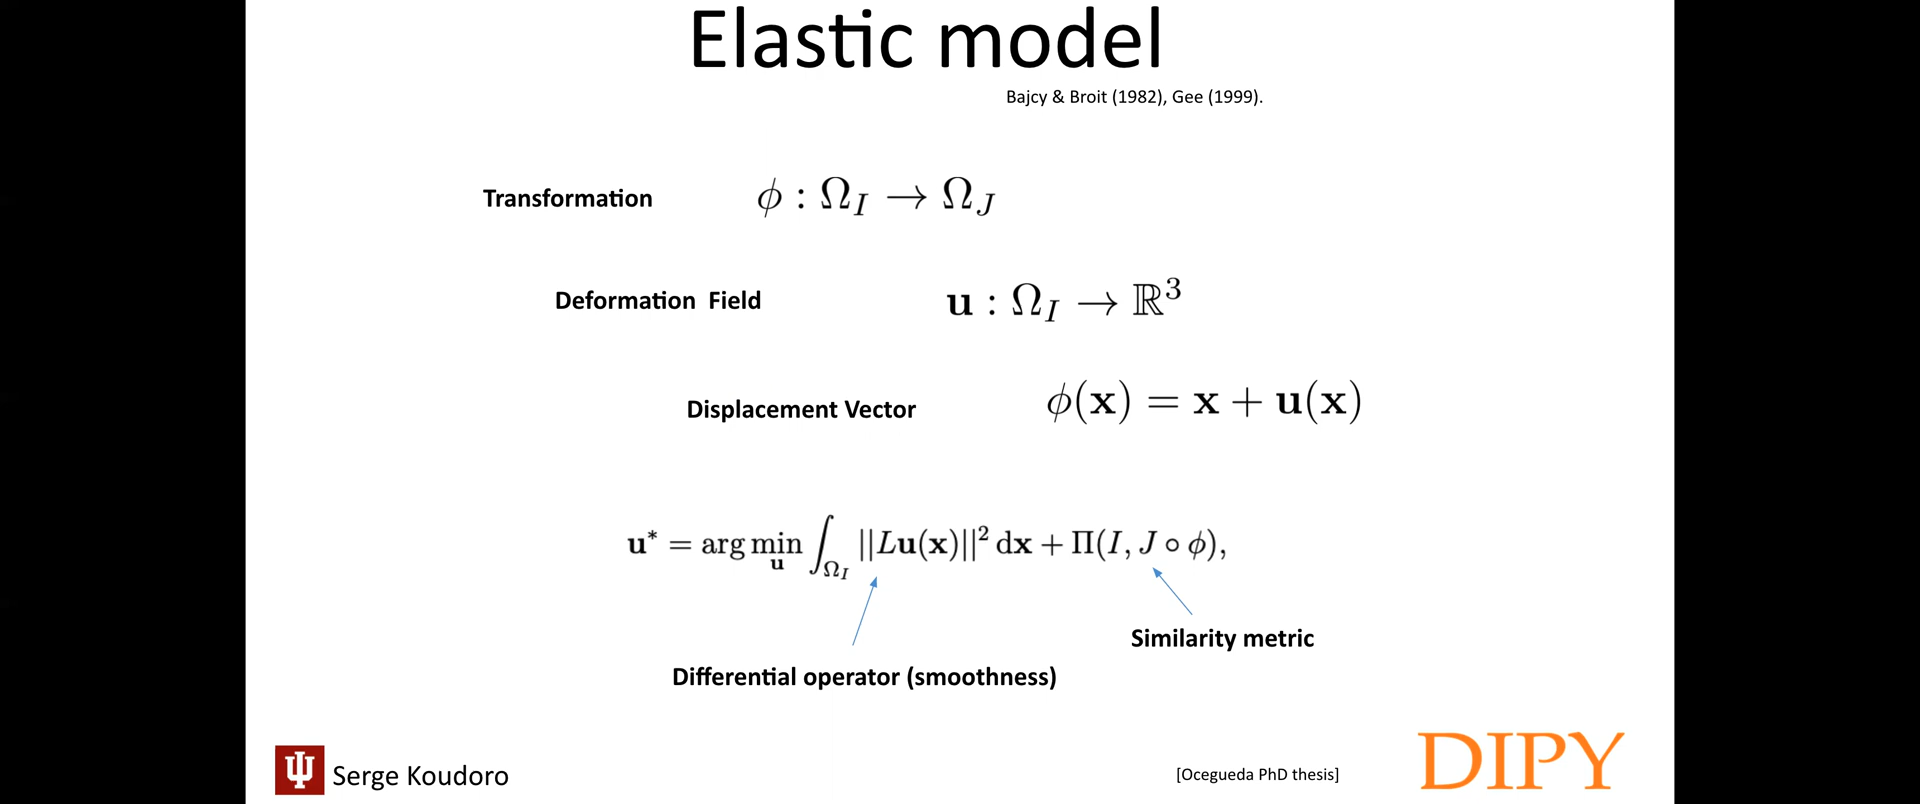 Elastic model
Bajcy & Broit (1982), Gee (1999).
Transformation ϕ : Ω_I → Ω_J
Deformation Field u : Ω_I → ℝ³
Displacement Vector ϕ(x) = x + u(x)
u* = arg min_u ∫_{Ω_I} ||Lu(x)||² dx + Π(I, J ∘ ϕ),
Similarity metric
Differential operator (smoothness)
Serge Koudoro
[Ocegueda PhD thesis]
DIPY